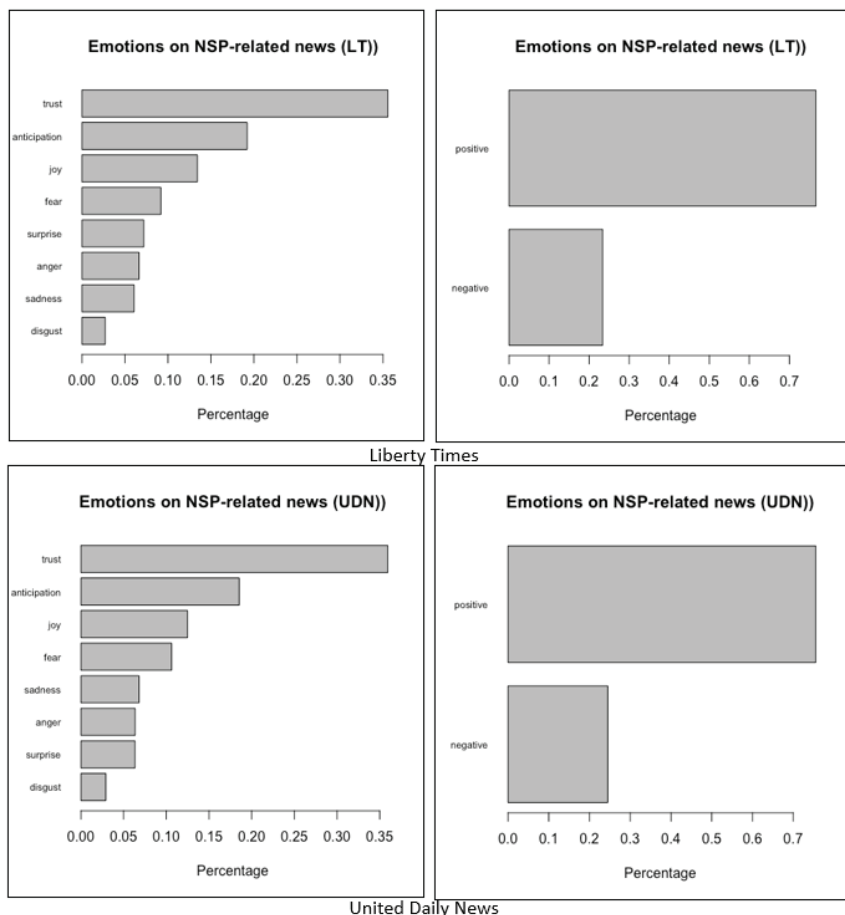 Emotions on NSP-related news (LT))
trust
anticipation
joy
fear
surprise
anger
sadness
disgust
0.00 0.05 0.10 0.15 0.20 0.25 0.30 0.35
Percentage
Emotions on NSP-related news (LT))
positive
negative
0.0 0.1 0.2 0.3 0.4 0.5 0.6 0.7
Percentage
Liberty Times
Emotions on NSP-related news (UDN))
trust
anticipation
joy
fear
sadness
anger
surprise
disgust
0.00 0.05 0.10 0.15 0.20 0.25 0.30 0.35
Percentage
Emotions on NSP-related news (UDN))
positive
negative
0.0 0.1 0.2 0.3 0.4 0.5 0.6 0.7
Percentage
United Daily News